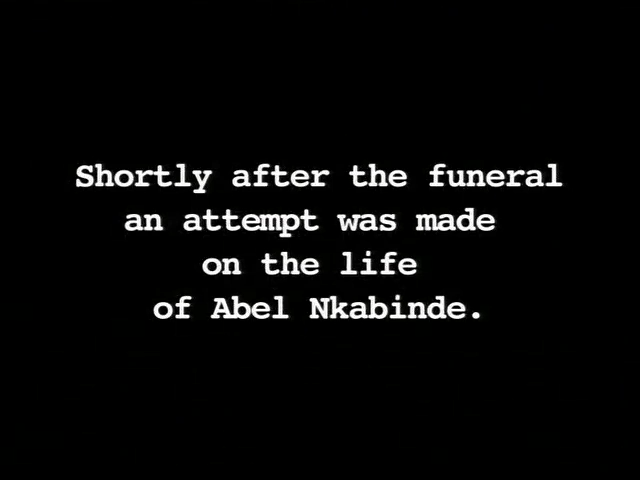 Shortly after the funeral
an attempt was made
on the life
of Abel Nkabinde.